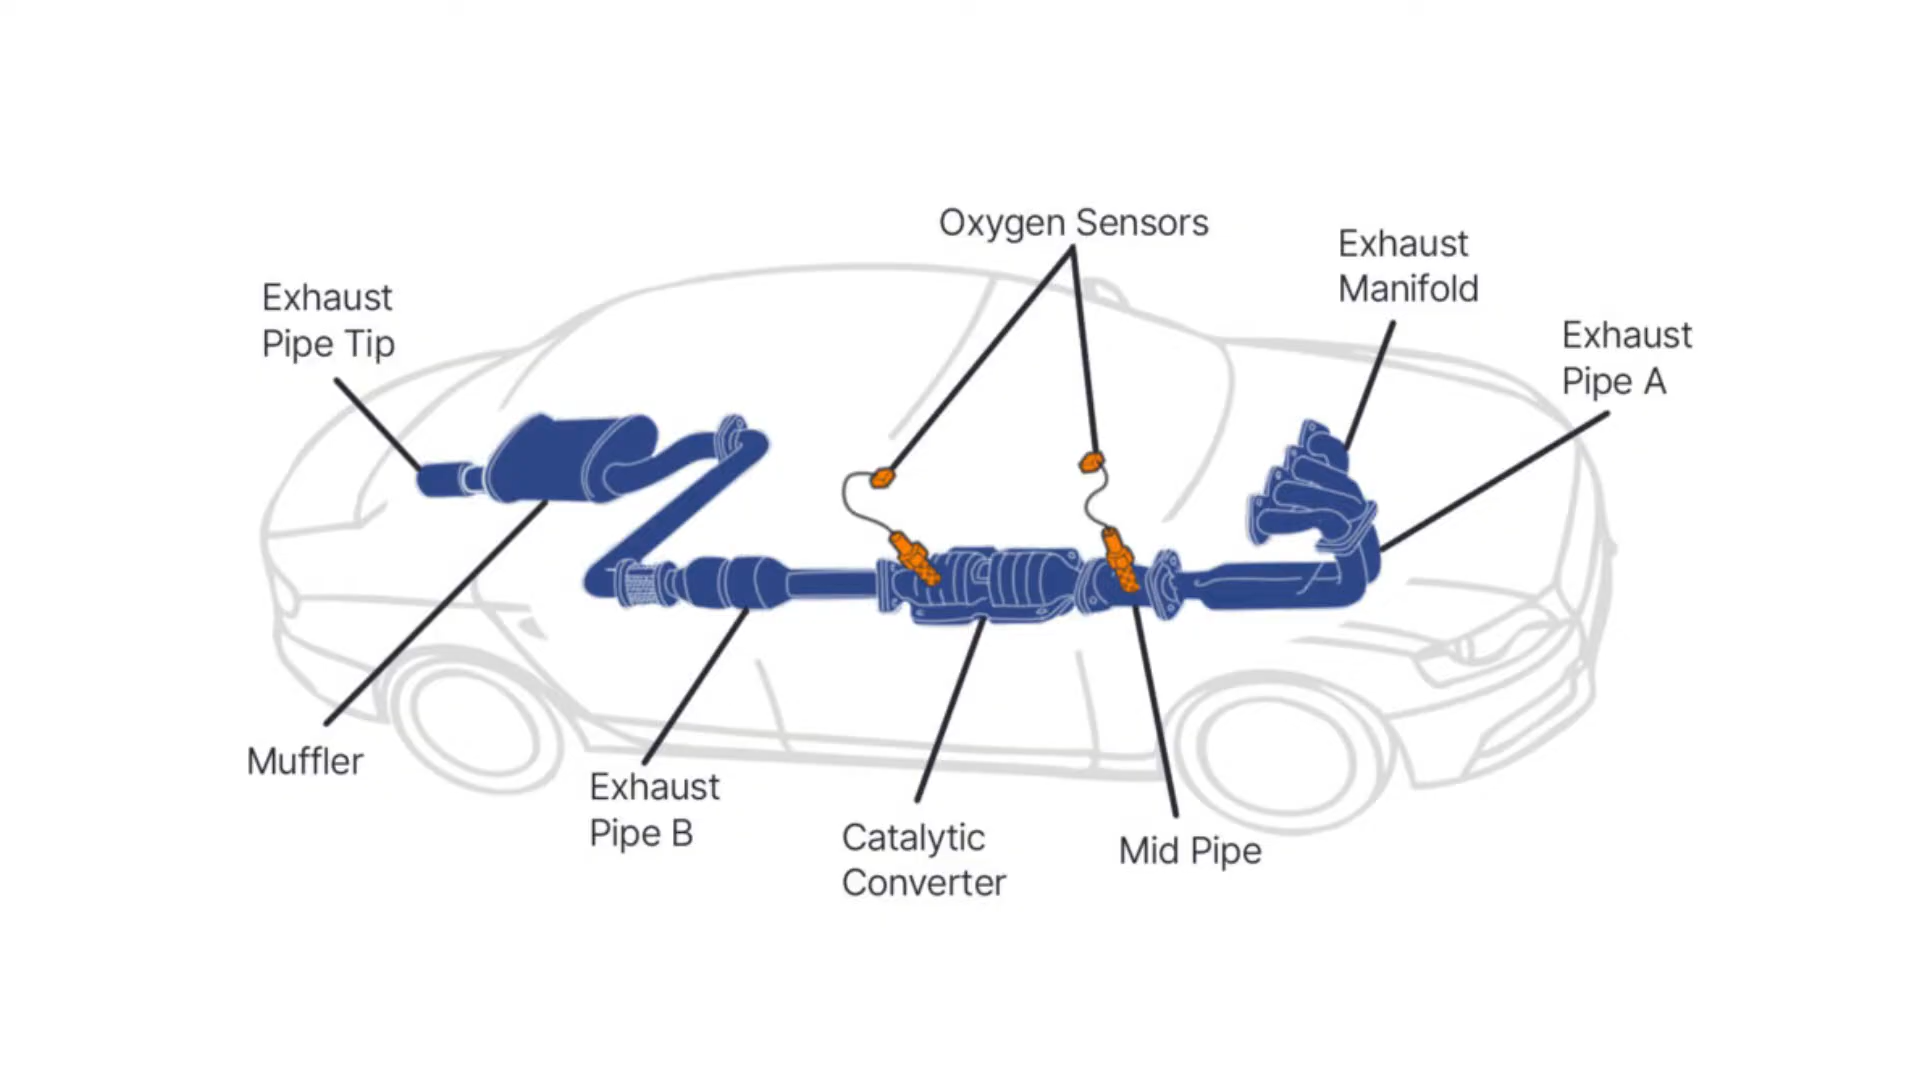 Oxygen Sensors
Exhaust
Manifold
Exhaust
Pipe Tip
Exhaust
Pipe A
Muffler
Exhaust
Pipe B
Catalytic
Converter
Mid Pipe